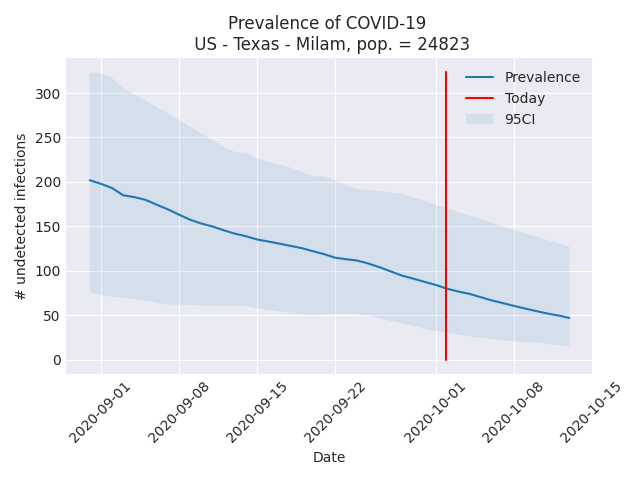 Prevalence of COVID-19
US - Texas - Milam, pop. = 24823
Prevalence
Today
95CI
# undetected infections
300
250
200
150
100
50
0
2020-09-01
2020-09-08
2020-09-15
2020-09-22
2020-10-01
2020-10-08
2020-10-15
Date